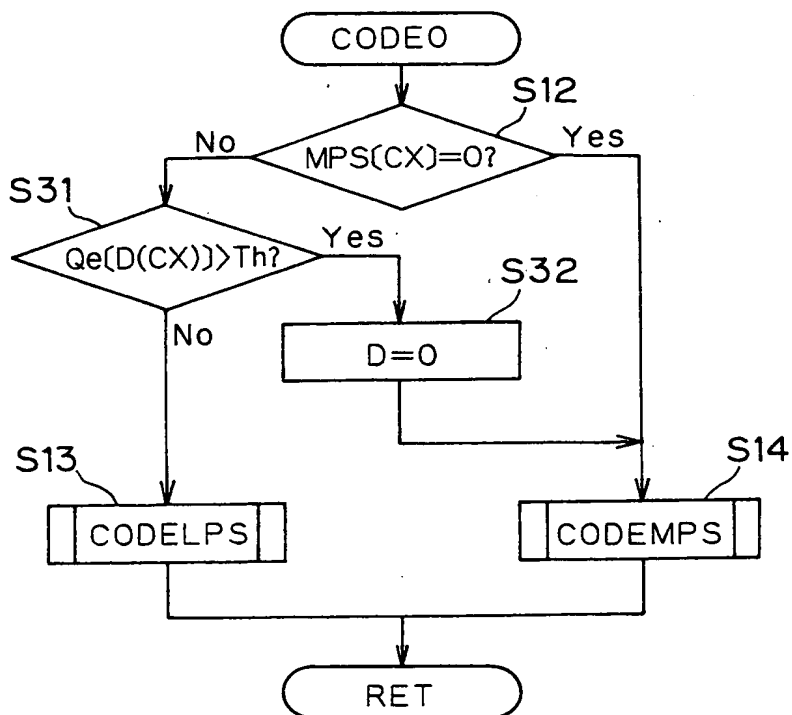 CODE0
S12
No
MPS(CX)=0?
Yes
S31
Qe(D(CX))>Th?
Yes
S32
No
D=0
S13
S14
CODELPS
CODEMPS
RET